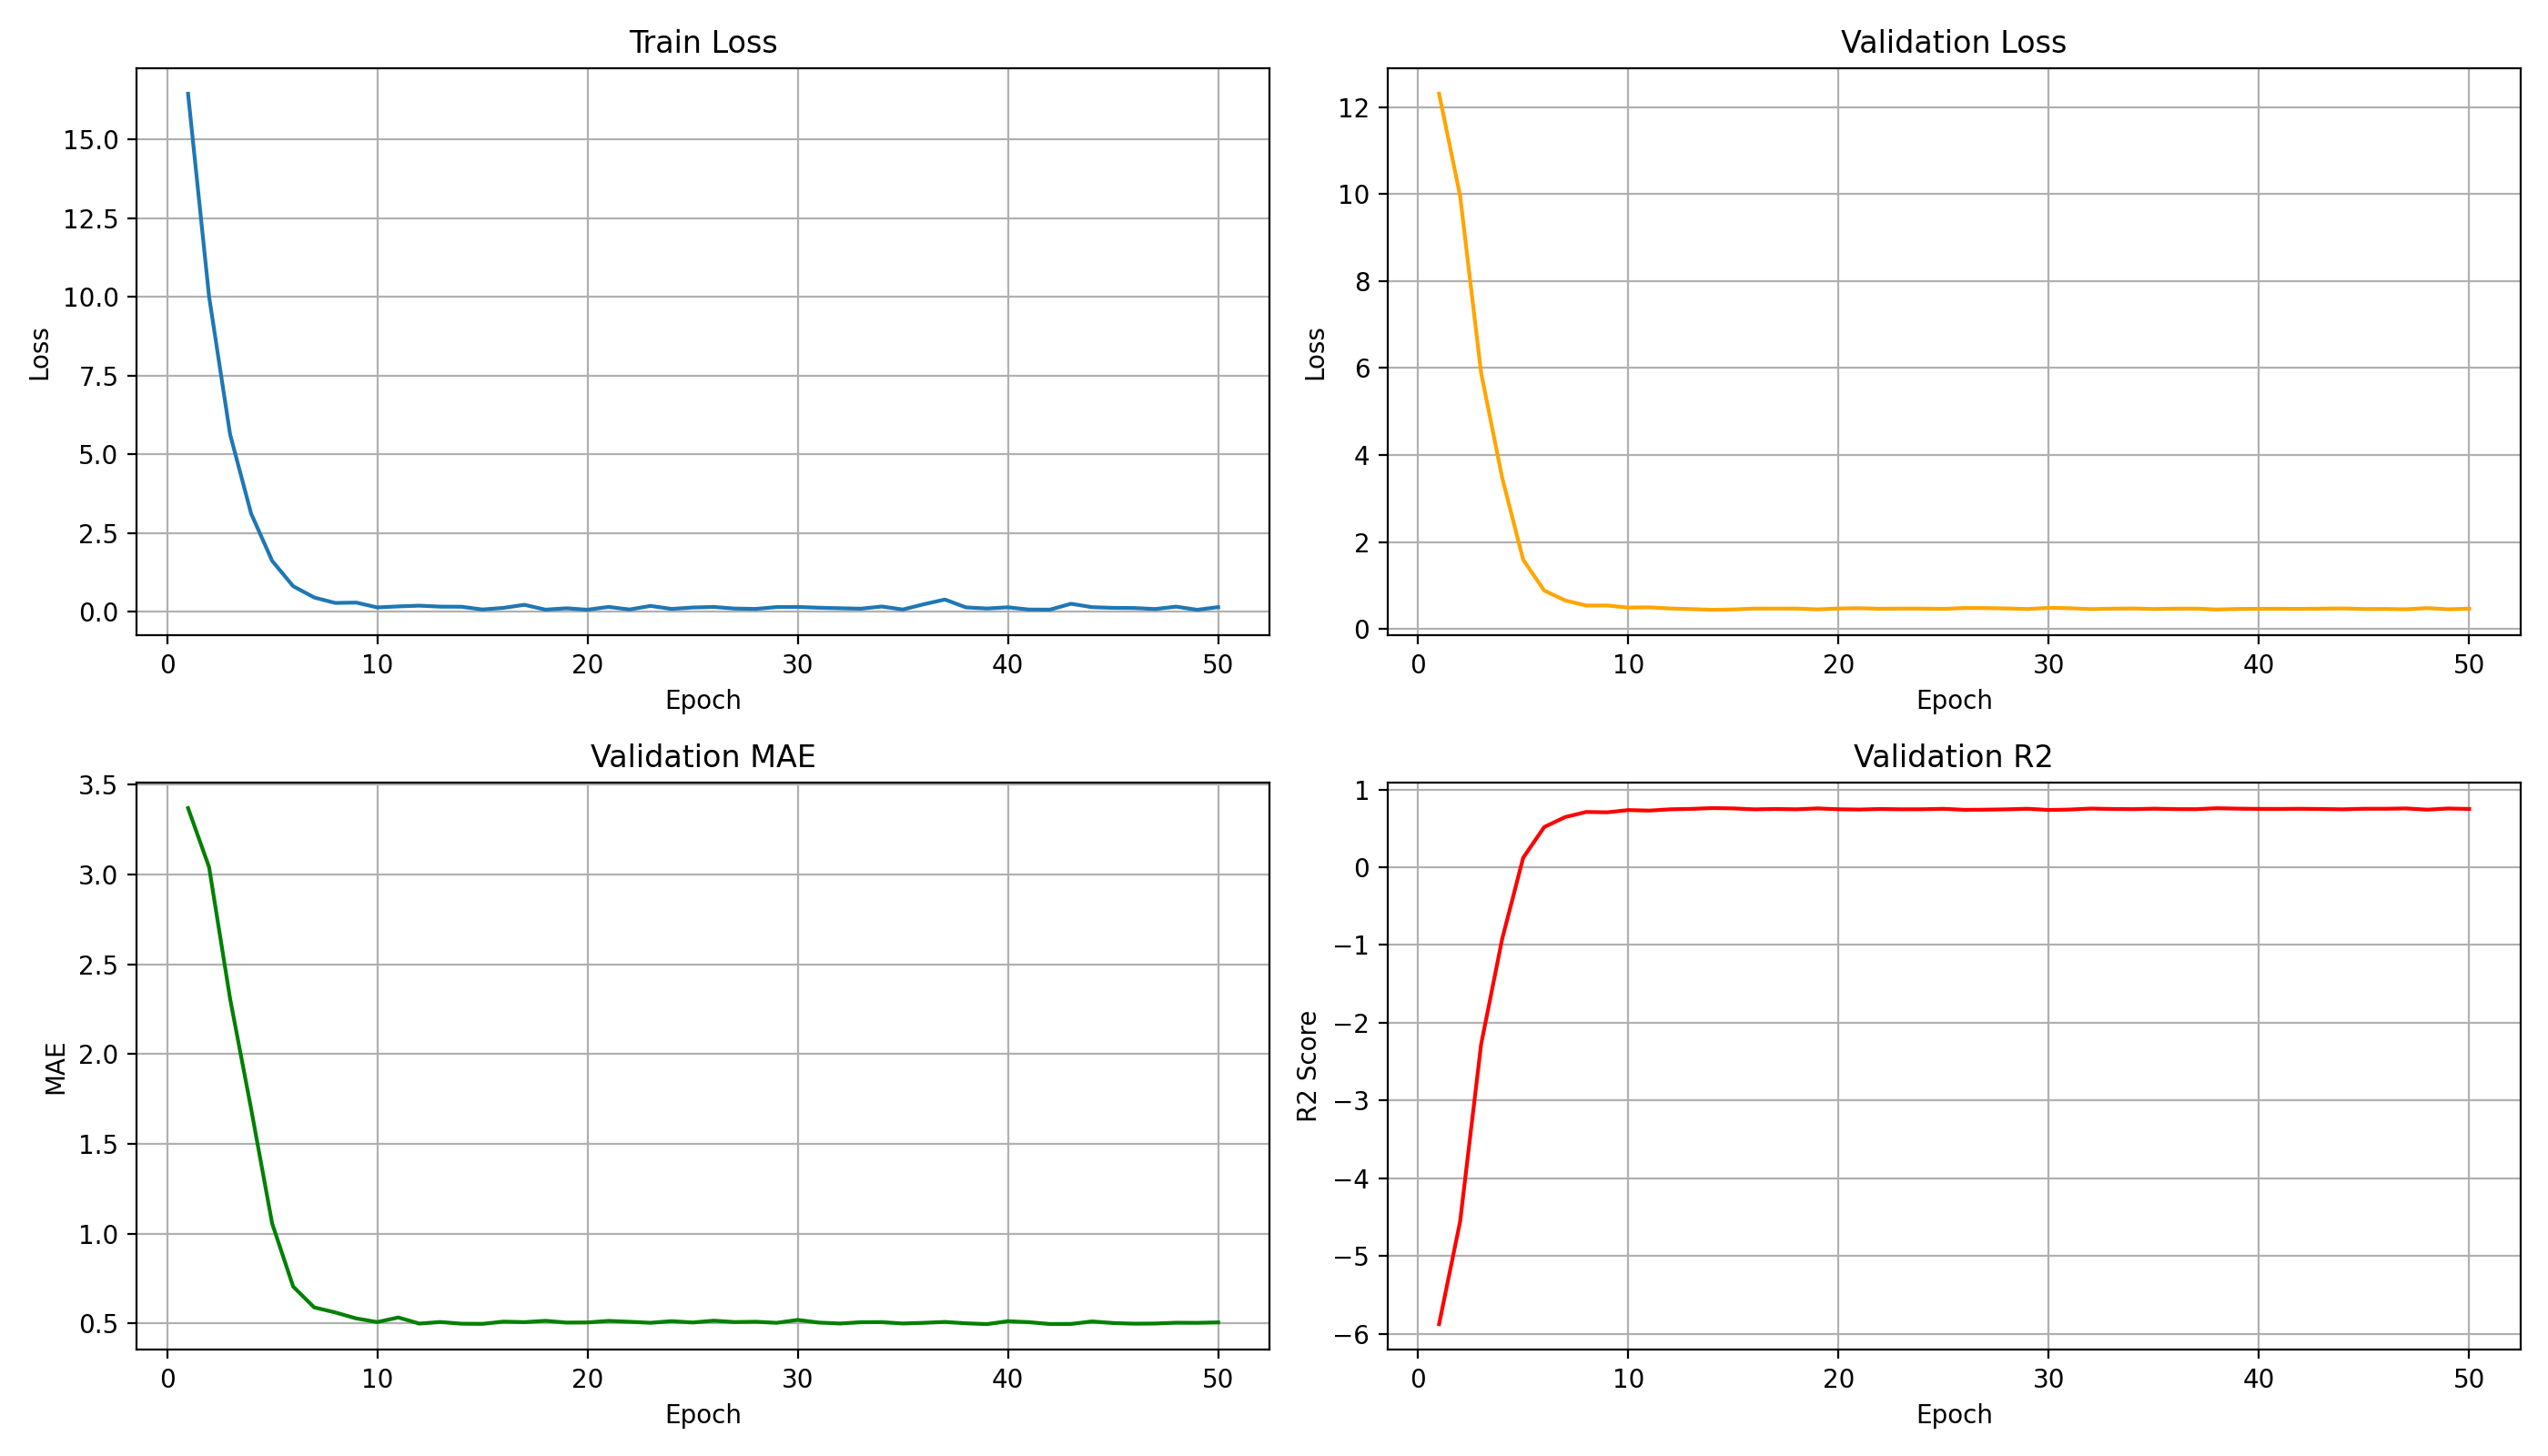 Train Loss
15.0
12.5
10.0
7.5
5.0
2.5
0.0
Loss
0 10 20 30 40 50
Epoch
Validation Loss
12
10
8
6
4
2
0
Loss
0 10 20 30 40 50
Epoch
Validation MAE
3.5
3.0
2.5
2.0
1.5
1.0
0.5
MAE
0 10 20 30 40 50
Epoch
Validation R2
1
0
−1
−2
−3
−4
−5
−6
R2 Score
0 10 20 30 40 50
Epoch